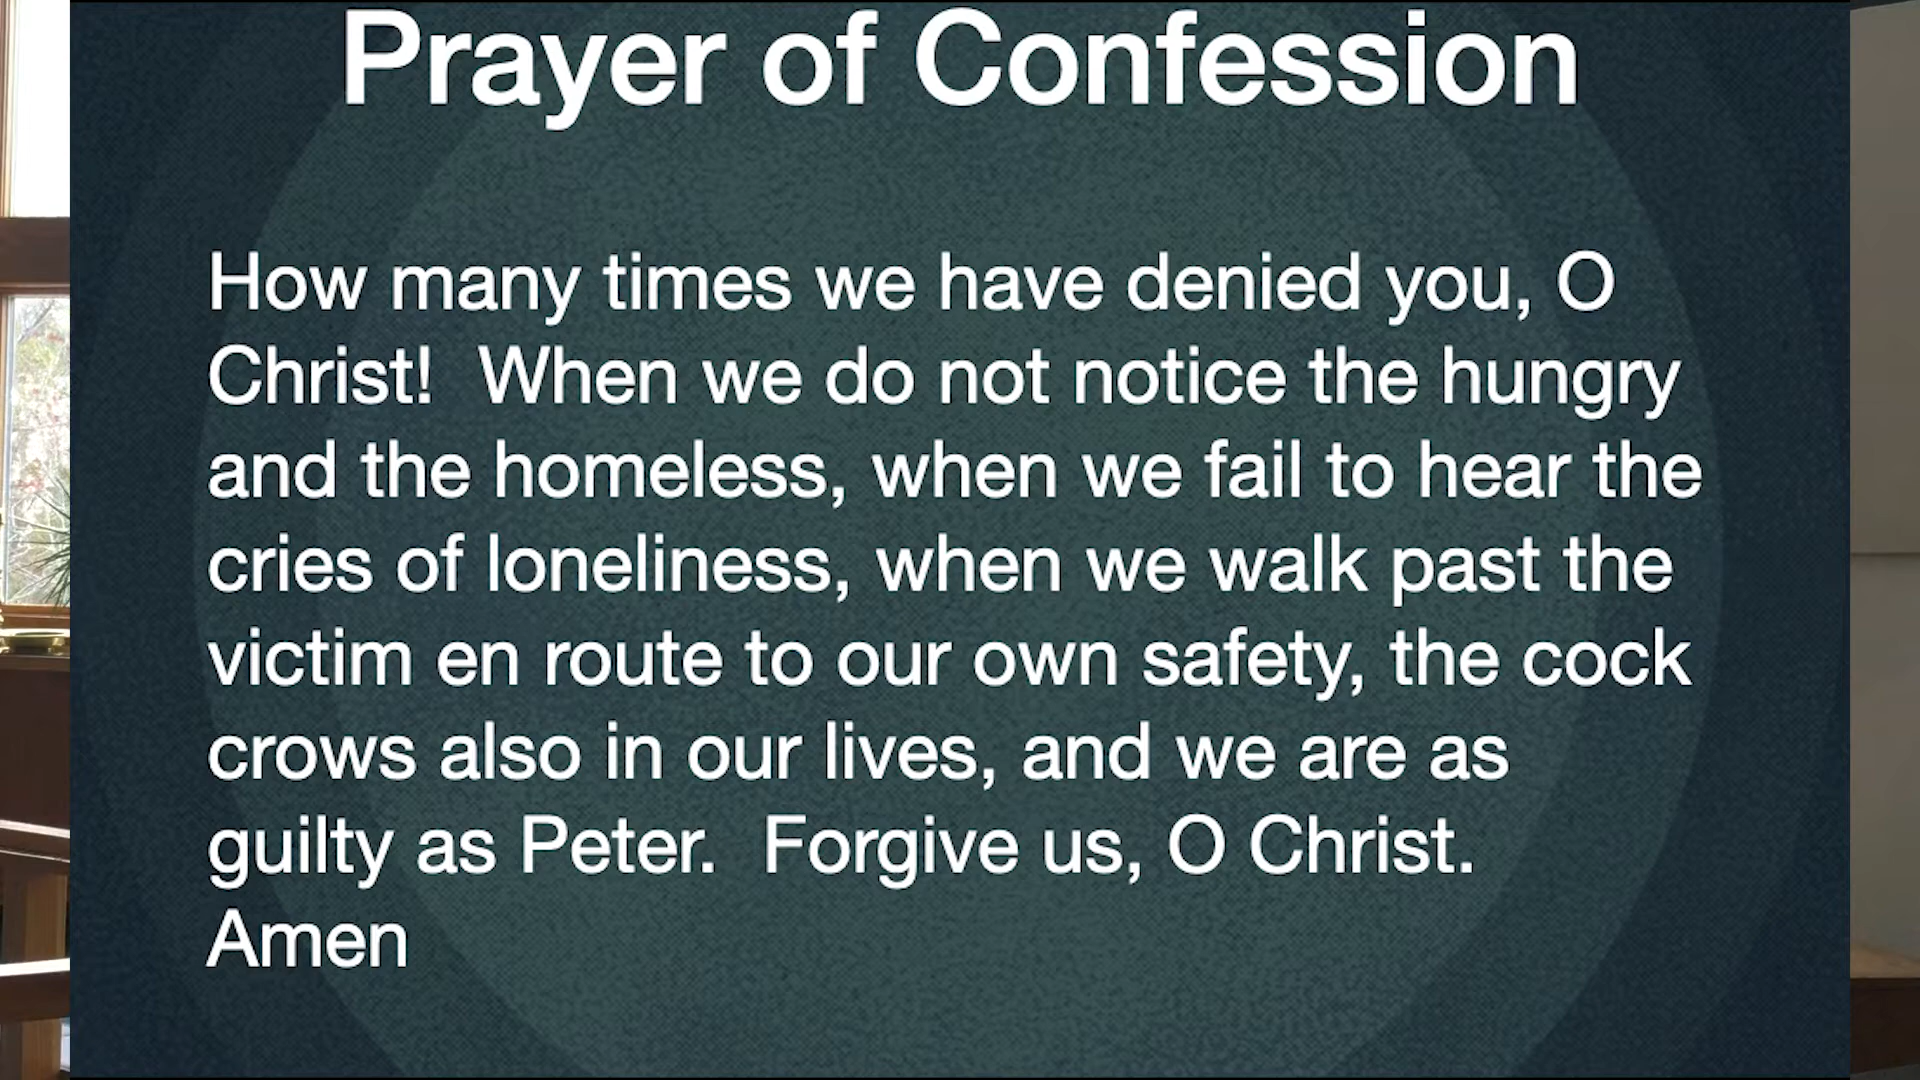 Prayer of Confession
How many times we have denied you, O
Christ!  When we do not notice the hungry
and the homeless, when we fail to hear the
cries of loneliness, when we walk past the
victim en route to our own safety, the cock
crows also in our lives, and we are as
guilty as Peter.  Forgive us, O Christ.
Amen